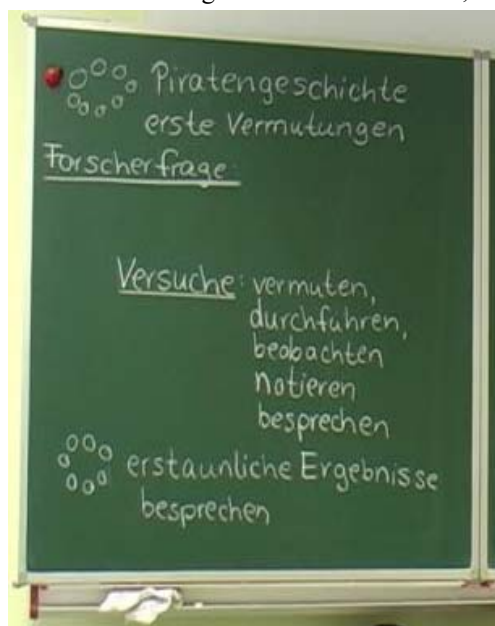 Piratengeschichte
erste Vermutungen
Forscherfrage:
Versuche: vermuten,
durchführen,
beobachten
notieren
besprechen
erstaunliche Ergebnisse
besprechen